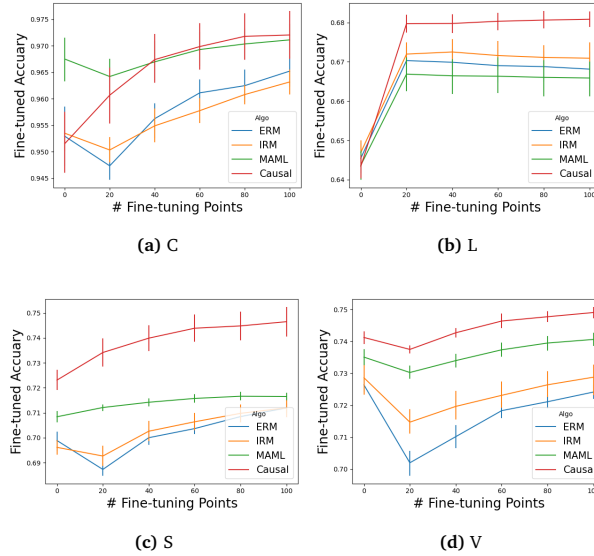 0.975
0.970
0.965
0.960
0.955
0.950
0.945
Fine-tuned Accuary
0 20 40 60 80 100
# Fine-tuning Points
Algo
ERM
IRM
MAML
Causal
(a) C
0.68
0.67
0.66
0.65
0.64
Fine-tuned Accuary
0 20 40 60 80 100
# Fine-tuning Points
Algo
ERM
IRM
MAML
Causal
(b) L
0.75
0.74
0.73
0.72
0.71
0.70
0.69
Fine-tuned Accuary
0 20 40 60 80 100
# Fine-tuning Points
Algo
ERM
IRM
MAML
Causal
(c) S
0.75
0.74
0.73
0.72
0.71
0.70
Fine-tuned Accuary
0 20 40 60 80 100
# Fine-tuning Points
Algo
ERM
IRM
MAML
Causal
(d) V